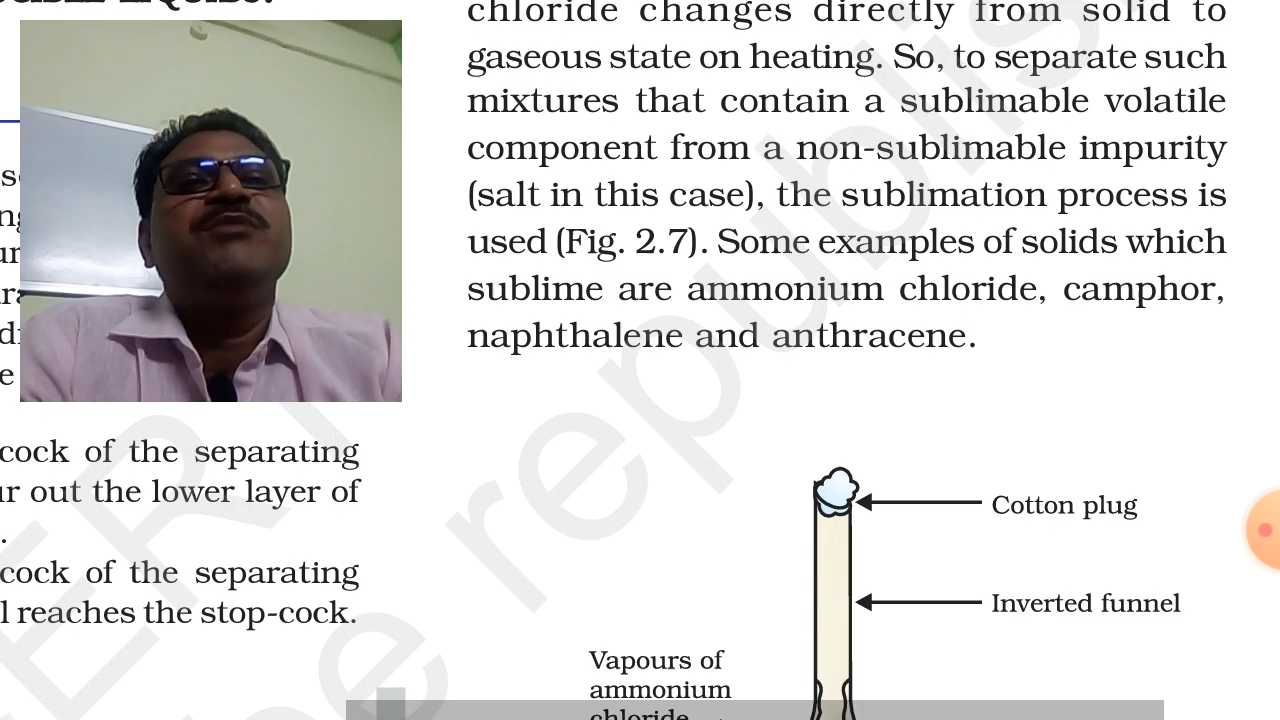 chloride changes directly from solid to
gaseous state on heating. So, to separate such
mixtures that contain a sublimable volatile
component from a non-sublimable impurity
(salt in this case), the sublimation process is
used (Fig. 2.7). Some examples of solids which
sublime are ammonium chloride, camphor,
naphthalene and anthracene.
cock of the separating
out the lower layer of
.
cock of the separating
reaches the stop-cock.
Cotton plug
Inverted funnel
Vapours of
ammonium
chloride
republis